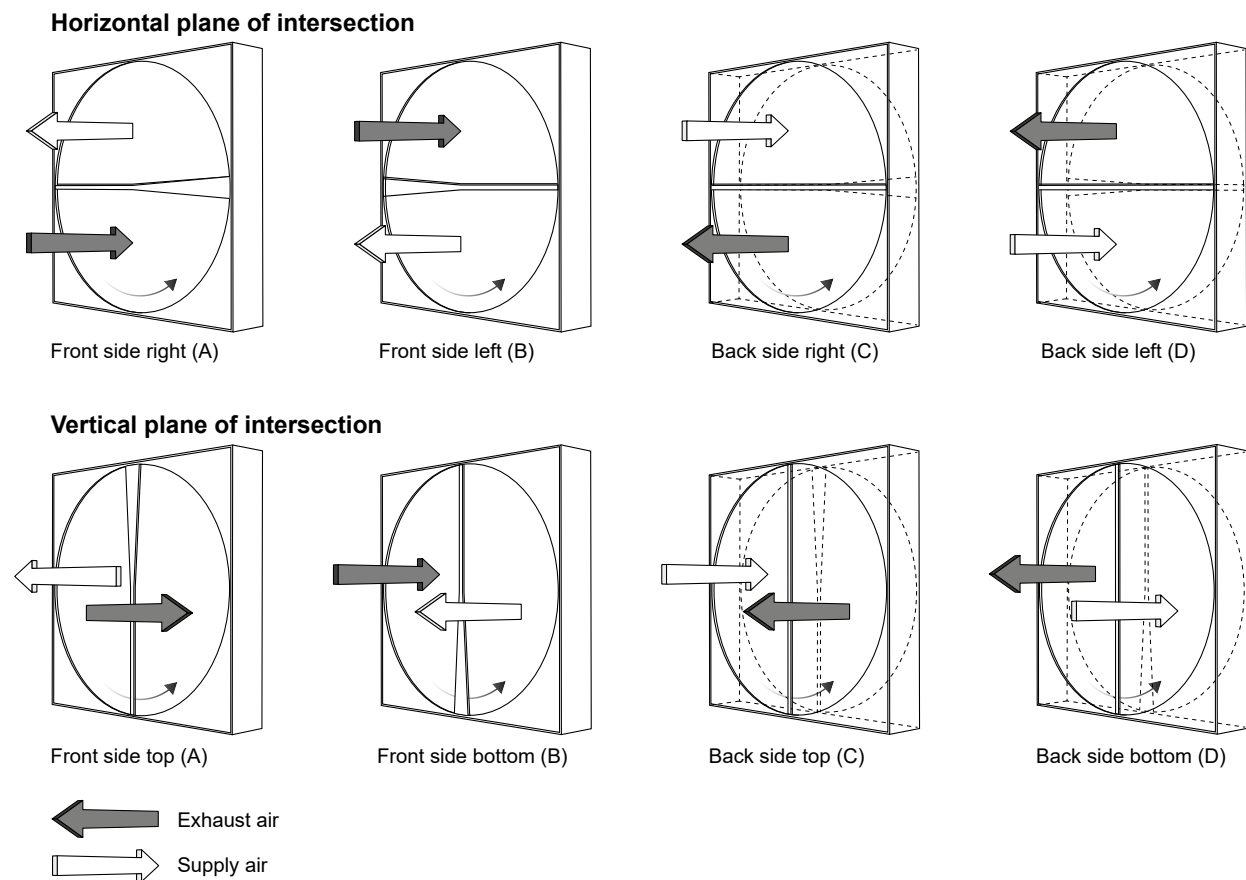 Horizontal plane of intersection
Front side right (A)
Front side left (B)
Back side right (C)
Back side left (D)
Vertical plane of intersection
Front side top (A)
Front side bottom (B)
Back side top (C)
Back side bottom (D)
Exhaust air
Supply air